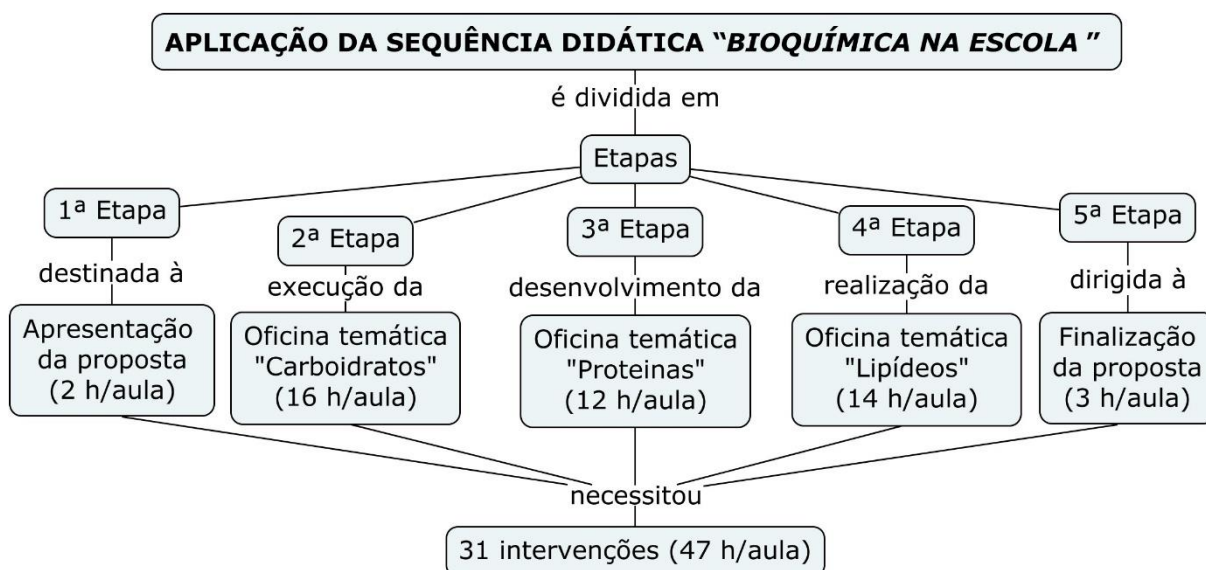 APLICAÇÃO DA SEQUÊNCIA DIDÁTICA “BIOQUÍMICA NA ESCOLA ”
é dividida em
Etapas
1ª Etapa
destinada à
Apresentação
da proposta
(2 h/aula)
2ª Etapa
execução da
Oficina temática
"Carboidratos"
(16 h/aula)
3ª Etapa
desenvolvimento da
Oficina temática
"Proteinas"
(12 h/aula)
4ª Etapa
realização da
Oficina temática
"Lipídeos"
(14 h/aula)
5ª Etapa
dirigida à
Finalização
da proposta
(3 h/aula)
necessitou
31 intervenções (47 h/aula)